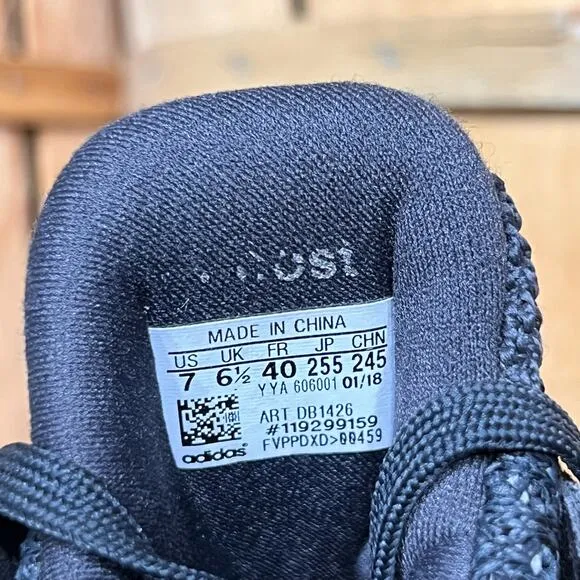 ost
MADE IN CHINA
US UK FR JP CHN
7 6½ 40 255 245
YYA 606001 01/18
ART DB1426
#119299159
FVPPDXD>00459
adidas®